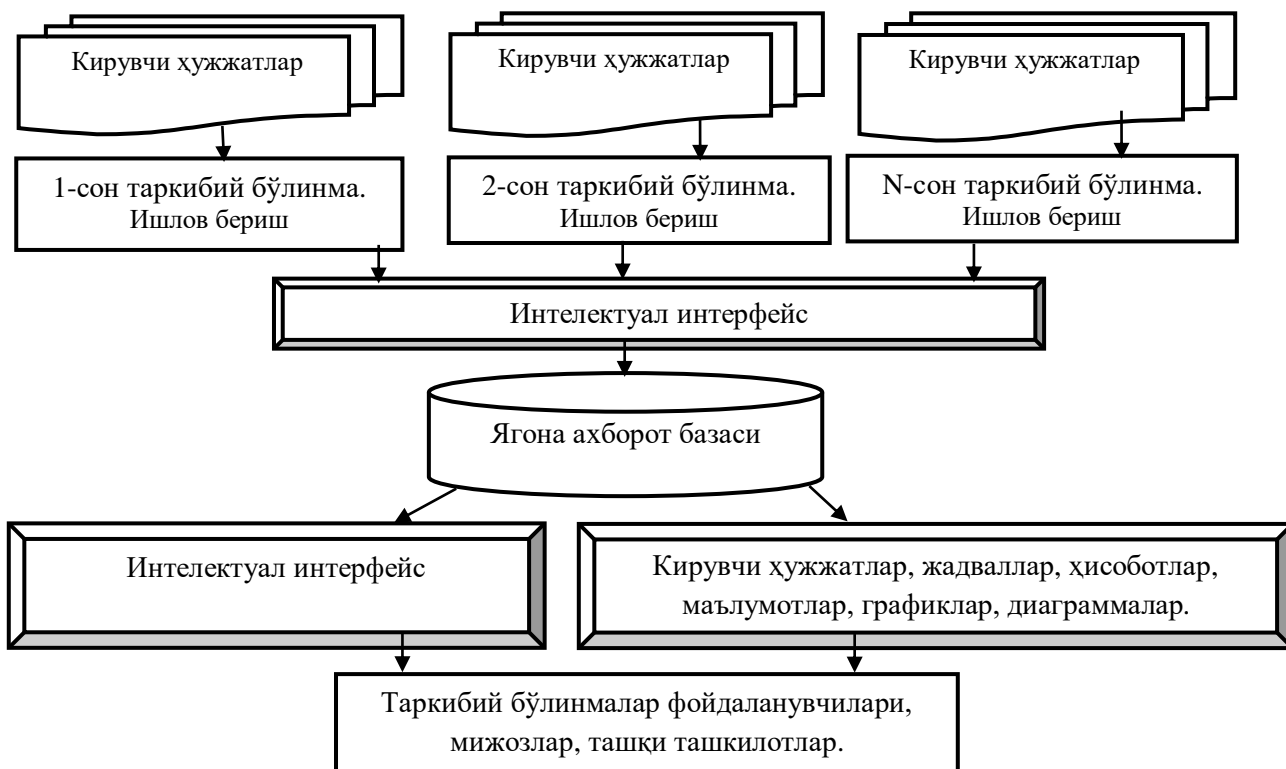 Кирувчи ҳужжатлар
Кирувчи ҳужжатлар
Кирувчи ҳужжатлар
1-сон таркибий бўлинма.
Ишлов бериш
2-сон таркибий бўлинма.
Ишлов бериш
N-сон таркибий бўлинма.
Ишлов бериш
Интелектуал интерфейс
Ягона ахборот базаси
Интелектуал интерфейс
Кирувчи ҳужжатлар, жадваллар, ҳисоботлар,
маълумотлар, графиклар, диаграммалар.
Таркибий бўлинмалар фойдаланувчилари,
мижозлар, ташқи ташкилотлар.